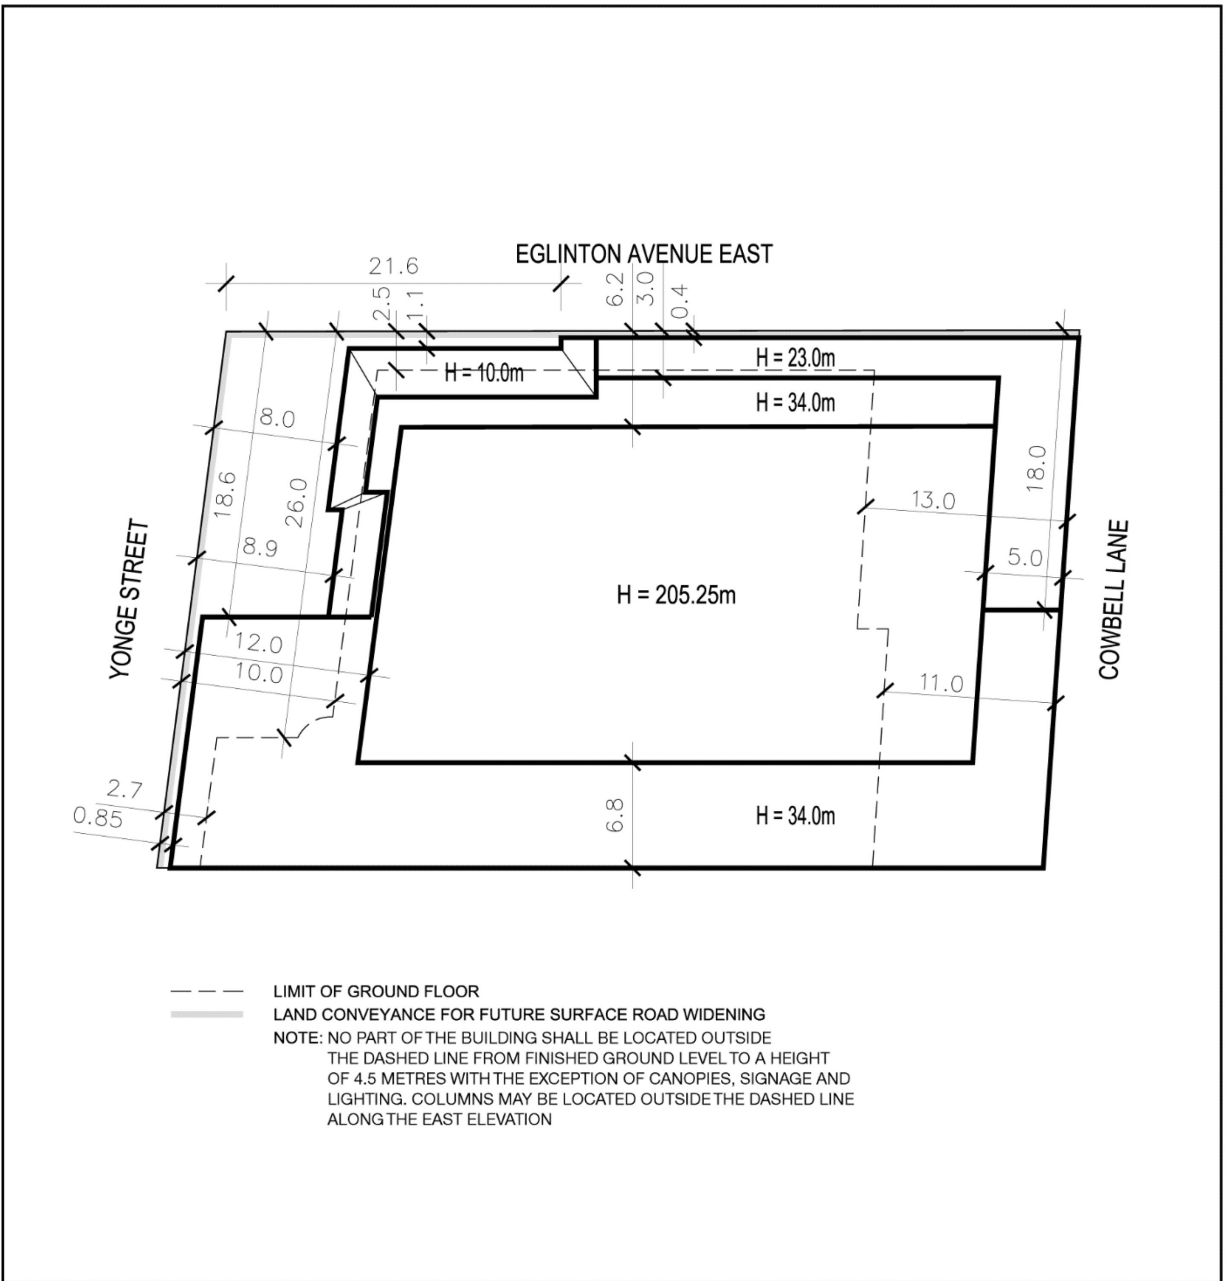 EGLINTON AVENUE EAST
21.6
2.5
1.1
6.2
3.0
0.4
H = 23.0m
H = 10.0m
H = 34.0m
8.0
18.6
26.0
18.0
13.0
8.9
5.0
YONGE STREET
H = 205.25m
COWBELL LANE
12.0
10.0
11.0
2.7
0.85
6.8
H = 34.0m
LIMIT OF GROUND FLOOR
LAND CONVEYANCE FOR FUTURE SURFACE ROAD WIDENING
NOTE: NO PART OF THE BUILDING SHALL BE LOCATED OUTSIDE
THE DASHED LINE FROM FINISHED GROUND LEVEL TO A HEIGHT
OF 4.5 METRES WITH THE EXCEPTION OF CANOPIES, SIGNAGE AND
LIGHTING. COLUMNS MAY BE LOCATED OUTSIDE THE DASHED LINE
ALONG THE EAST ELEVATION